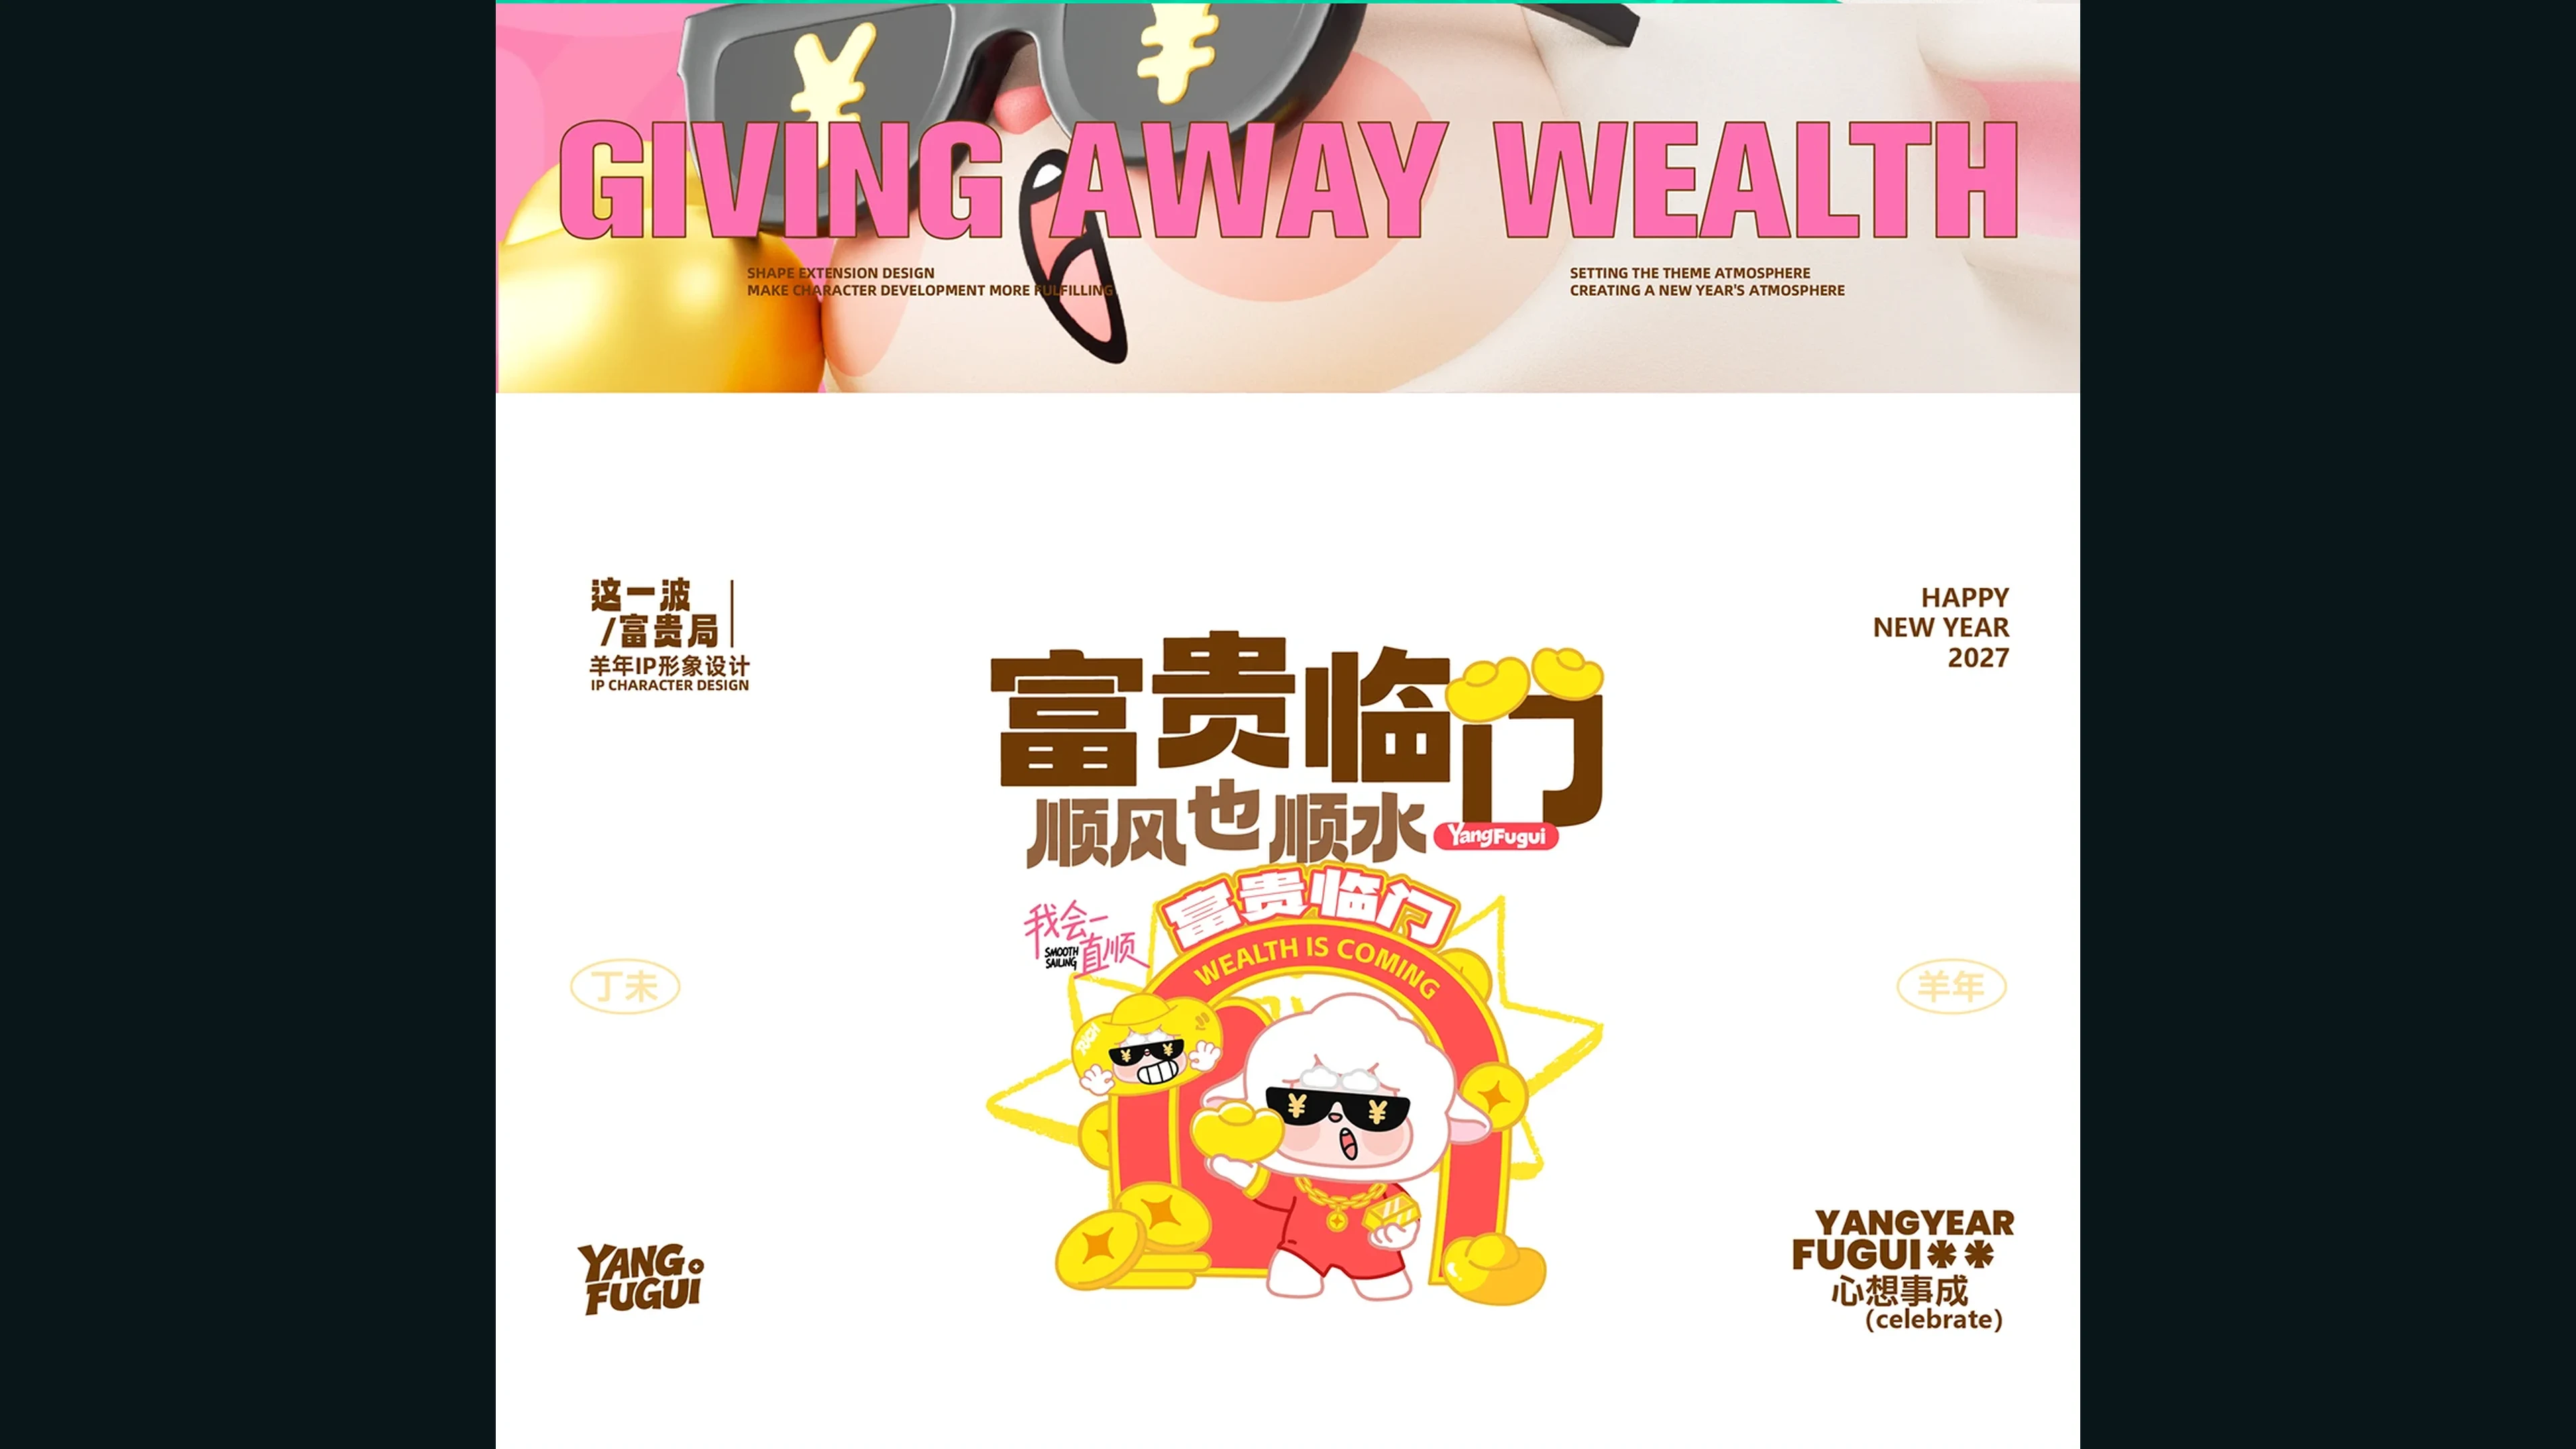 GIVING AWAY WEALTH
SHAPE EXTENSION DESIGN
MAKE CHARACTER DEVELOPMENT MORE FULFILLING
SETTING THE THEME ATMOSPHERE
CREATING A NEW YEAR'S ATMOSPHERE
这一波
/富贵局
羊年IP形象设计
IP CHARACTER DESIGN
HAPPY
NEW YEAR
2027
富贵临门
顺风也顺水
YangFugui
富贵临门
WEALTH IS COMING
我会一
直顺
SMOOTH
SAILING
丁未
羊年
RICH
YANG
FUGUI
YANGYEAR
FUGUI**
心想事成
(celebrate)